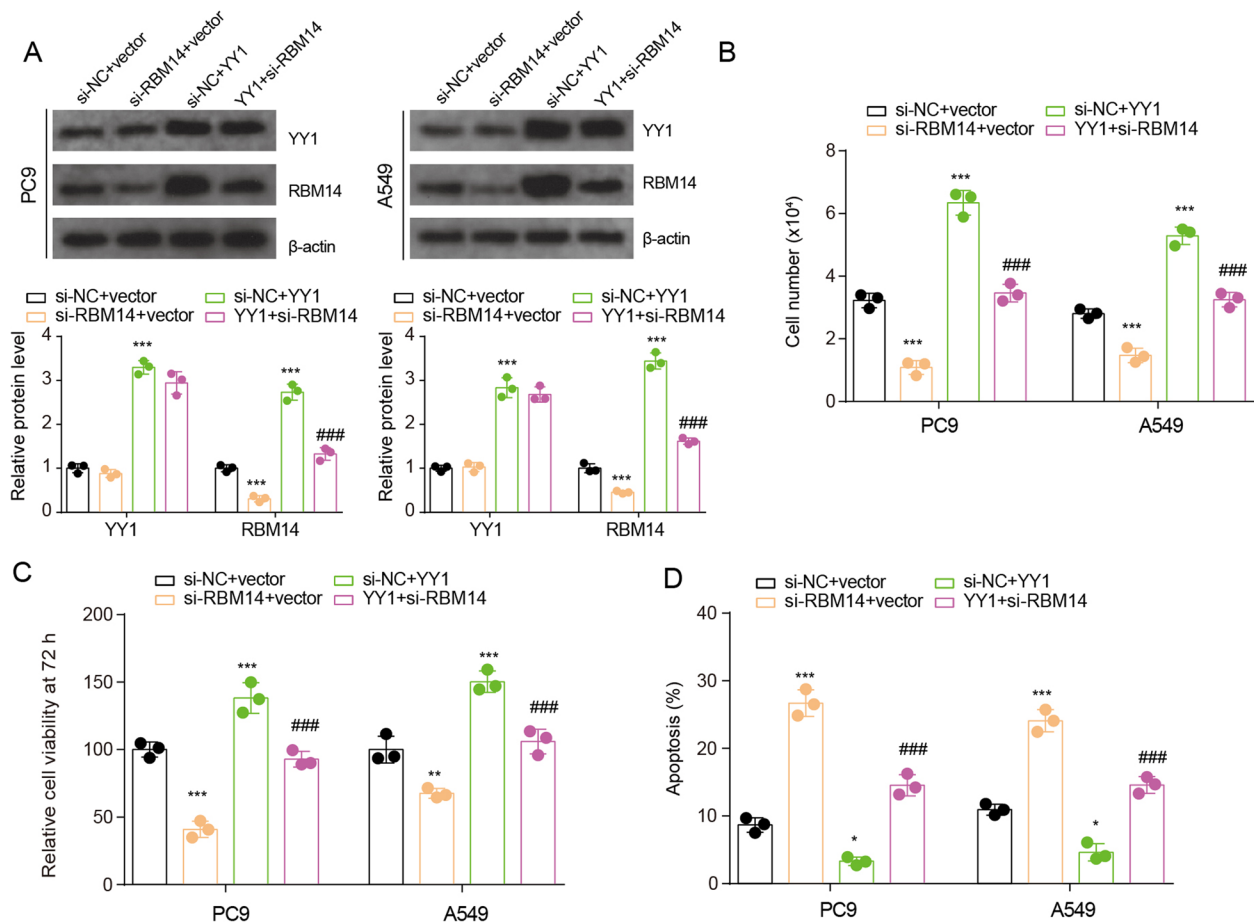 A
si-NC+vector
si-RBM14+vector
si-NC+YY1
YY1+si-RBM14
PC9
YY1
RBM14
β-actin
si-NC+vector
si-RBM14+vector
si-NC+YY1
YY1+si-RBM14
A549
YY1
RBM14
β-actin
si-NC+vector si-NC+YY1
si-RBM14+vector YY1+si-RBM14
Relative protein level
4
3
2
1
0
***
***
***
###
YY1 RBM14
si-NC+vector si-NC+YY1
si-RBM14+vector YY1+si-RBM14
Relative protein level
4
3
2
1
0
***
***
***
###
YY1 RBM14
B
si-NC+vector si-NC+YY1
si-RBM14+vector YY1+si-RBM14
Cell number (x10⁴)
8
6
4
2
0
***
***
###
***
***
###
PC9 A549
C
si-NC+vector si-NC+YY1
si-RBM14+vector YY1+si-RBM14
Relative cell viability at 72 h
200
150
100
50
0
***
***
###
**
***
###
PC9 A549
D
si-NC+vector si-NC+YY1
si-RBM14+vector YY1+si-RBM14
Apoptosis (%)
40
30
20
10
0
***
*
###
***
*
###
PC9 A549